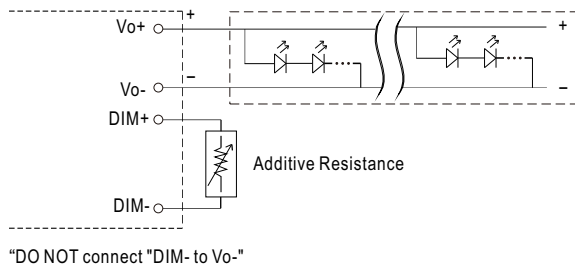 Vo+
+
+
−
Vo-
−
DIM+
Additive Resistance
DIM-
“DO NOT connect "DIM- to Vo-"